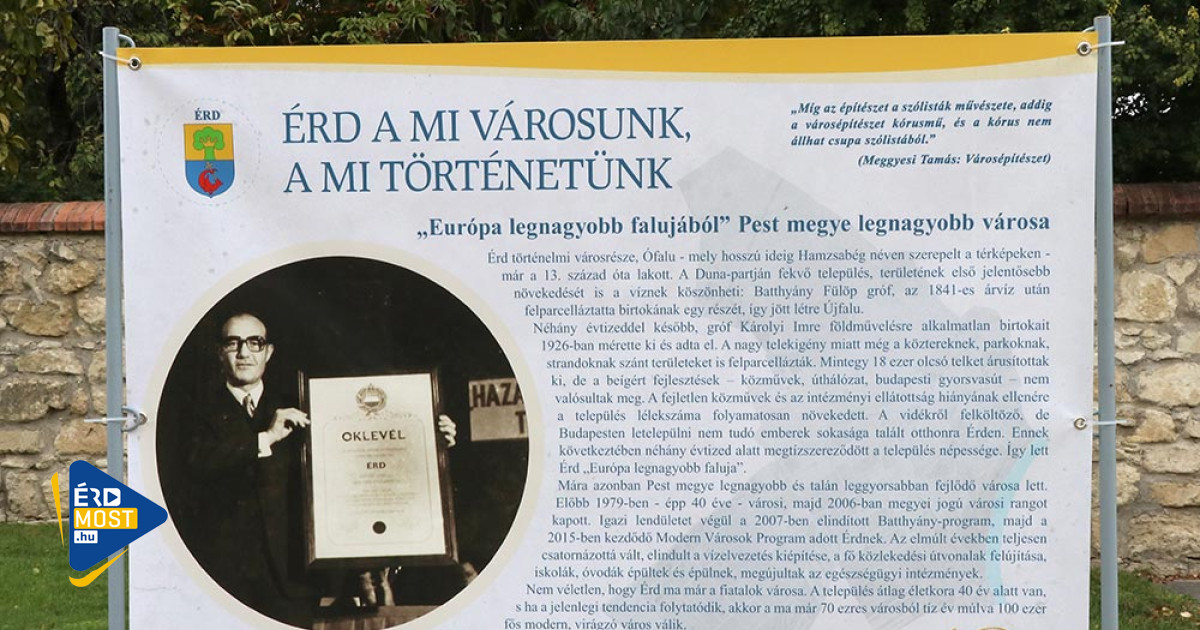 ÉRD
ÉRD A MI VÁROSUNK,
A MI TÖRTÉNETÜNK
„Míg az építészet a szólisták művészete, addig
a városépítészet kórusmű, és a kórus nem
állhat csupa szólistából.”
(Meggyesi Tamás: Városépítészet)
„Európa legnagyobb falujából” Pest megye legnagyobb városa
Érd történelmi városrésze, Ófalu - mely hosszú ideig Hamzsabég néven szerepelt a térképeken -
már a 13. század óta lakott. A Duna-partján fekvő település, területének első jelentősebb
növekedését is a víznek köszönheti: Batthyány Fülöp gróf, az 1841-es árvíz után
felparcelláztatta birtokának egy részét, így jött létre Újfalu.
Néhány évtizeddel később, gróf Károlyi Imre földművelésre alkalmatlan birtokait
1926-ban mérette ki és adta el. A nagy telekigény miatt még a köztereknek, parkoknak,
strandoknak szánt területeket is felparcellázták. Mintegy 18 ezer olcsó telket árusítottak
ki, de a beígért fejlesztések – közművek, úthálózat, budapesti gyorsvasút – nem
valósultak meg. A fejletlen közművek és az intézményi ellátottság hiányának ellenére
a település lélekszáma folyamatosan növekedett. A vidékről felköltöző, de
Budapesten letelepülni nem tudó emberek sokasága talált otthonra Érden. Ennek
következtében néhány évtized alatt megtízszereződött a település népessége. Így lett
Érd „Európa legnagyobb faluja”.
Mára azonban Pest megye legnagyobb és talán leggyorsabban fejlődő városa lett.
Előbb 1979-ben - épp 40 éve - városi, majd 2006-ban megyei jogú városi rangot
kapott. Igazi lendületet végül a 2007-ben elindított Batthyány-program, majd a
2015-ben kezdődő Modern Városok Program adott Érdnek. Az elmúlt években teljesen
csatornázottá vált, elindult a vízelvezetés kiépítése, a fő közlekedési útvonalak felújítása,
iskolák, óvodák épültek és épülnek, megújultak az egészségügyi intézmények.
Nem véletlen, hogy Érd ma már a fiatalok városa. A település átlag életkora 40 év alatt van,
s ha a jelenlegi tendencia folytatódik, akkor a ma már 70 ezres városból tíz év múlva 100 ezer
fős modern, virágzó város válik.
OKLEVÉL
ÉRD
HAZA
T
ÉRD
MOST
.hu